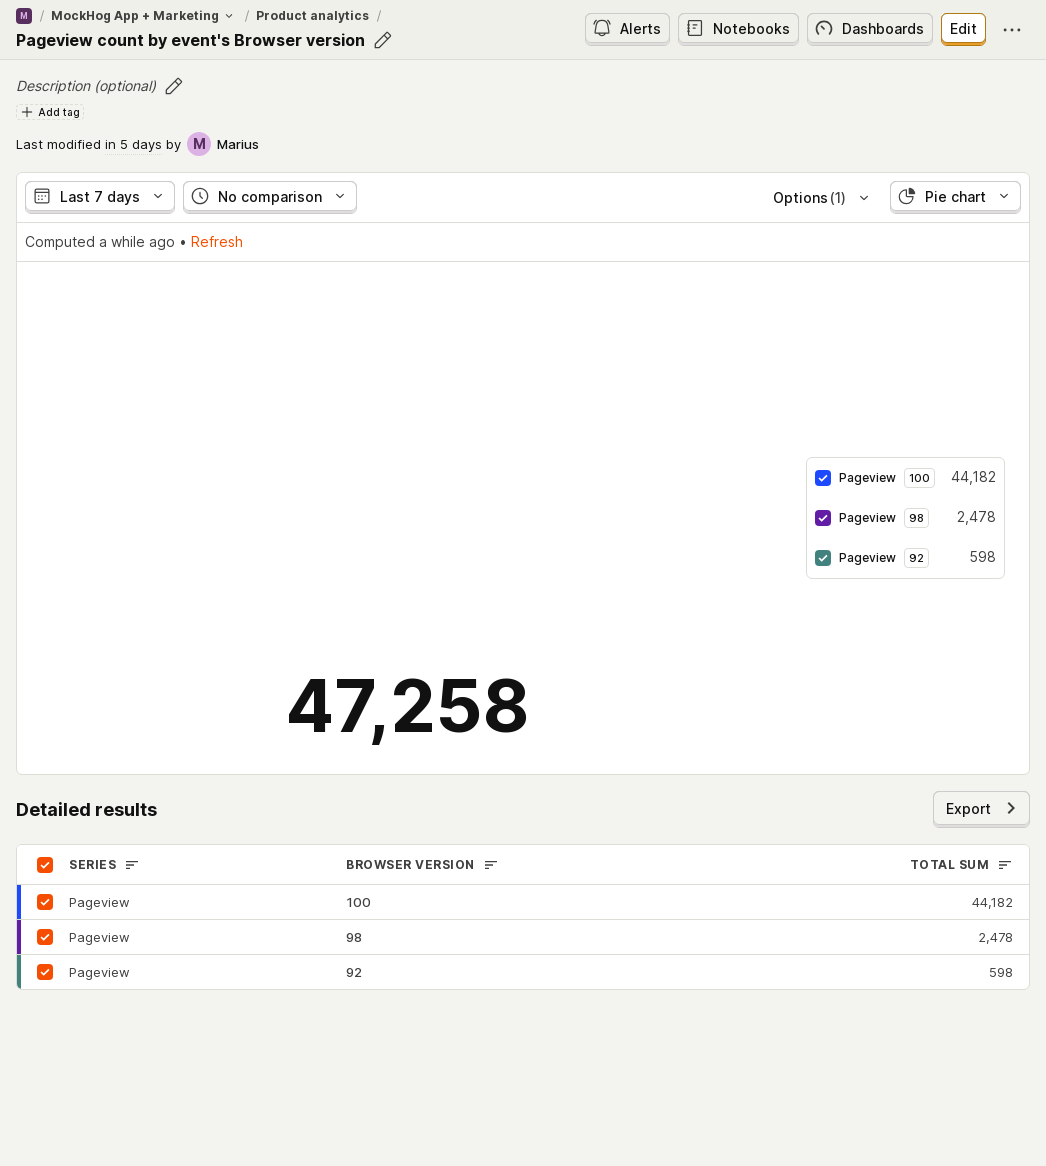 M / MockHog App + Marketing / Product analytics /
Pageview count by event's Browser version
Alerts Notebooks Dashboards Edit
Description (optional)
Add tag
Last modified in 5 days by M Marius
Last 7 days No comparison Options (1) Pie chart
Computed a while ago • Refresh
Pageview 100 44,182
Pageview 98 2,478
Pageview 92 598
47,258
Detailed results Export
SERIES BROWSER VERSION TOTAL SUM
Pageview 100 44,182
Pageview 98 2,478
Pageview 92 598